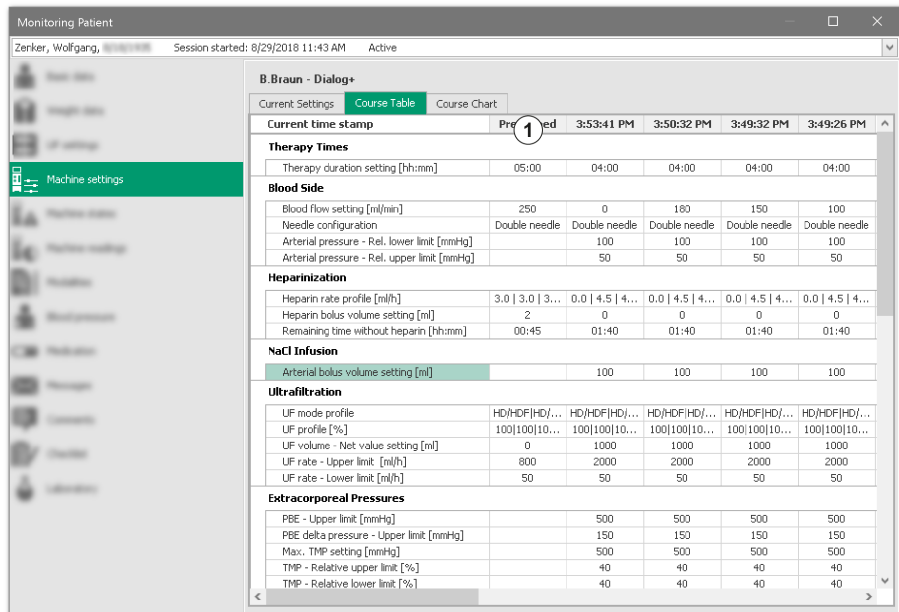 Monitoring Patient
Zenker, Wolfgang, Session started: 8/29/2018 11:43 AM Active
B.Braun - Dialog+
Current Settings Course Table Course Chart
Current time stamp 1 3:53:41 PM 3:50:32 PM 3:49:32 PM 3:49:26 PM
Therapy Times
Therapy duration setting [hh:mm] 05:00 04:00 04:00 04:00 04:00
Machine settings
Blood Side
Blood flow setting [ml/min] 250 0 180 150 100
Needle configuration Double needle Double needle Double needle Double needle Double needle
Arterial pressure - Rel. lower limit [mmHg] 100 100 100 100
Arterial pressure - Rel. upper limit [mmHg] 50 50 50 50
Heparinization
Heparin rate profile [ml/h] 3.0 | 3.0 | 3... 0.0 | 4.5 | 4... 0.0 | 4.5 | 4... 0.0 | 4.5 | 4... 0.0 | 4.5 | 4...
Heparin bolus volume setting [ml] 2 0 0 0 0
Remaining time without heparin [hh:mm] 00:45 01:40 01:40 01:40 01:40
NaCl Infusion
Arterial bolus volume setting [ml] 100 100 100 100
Ultrafiltration
UF mode profile HD/HDF|HD/... HD/HDF|HD/... HD/HDF|HD/... HD/HDF|HD/... HD/HDF|HD/...
UF profile [%] 100|100|10... 100|100|10... 100|100|10... 100|100|10... 100|100|10...
UF volume - Net value setting [ml] 0 1000 1000 1000 1000
UF rate - Upper limit [ml/h] 800 2000 2000 2000 2000
UF rate - Lower limit [ml/h] 50 50 50 50 50
Extracorporeal Pressures
PBE - Upper limit [mmHg] 500 500 500 500
PBE delta pressure - Upper limit [mmHg] 150 150 150 150
Max. TMP setting [mmHg] 500 500 500 500
TMP - Relative upper limit [%] 40 40 40 40
TMP - Relative lower limit [%] 40 40 40 40